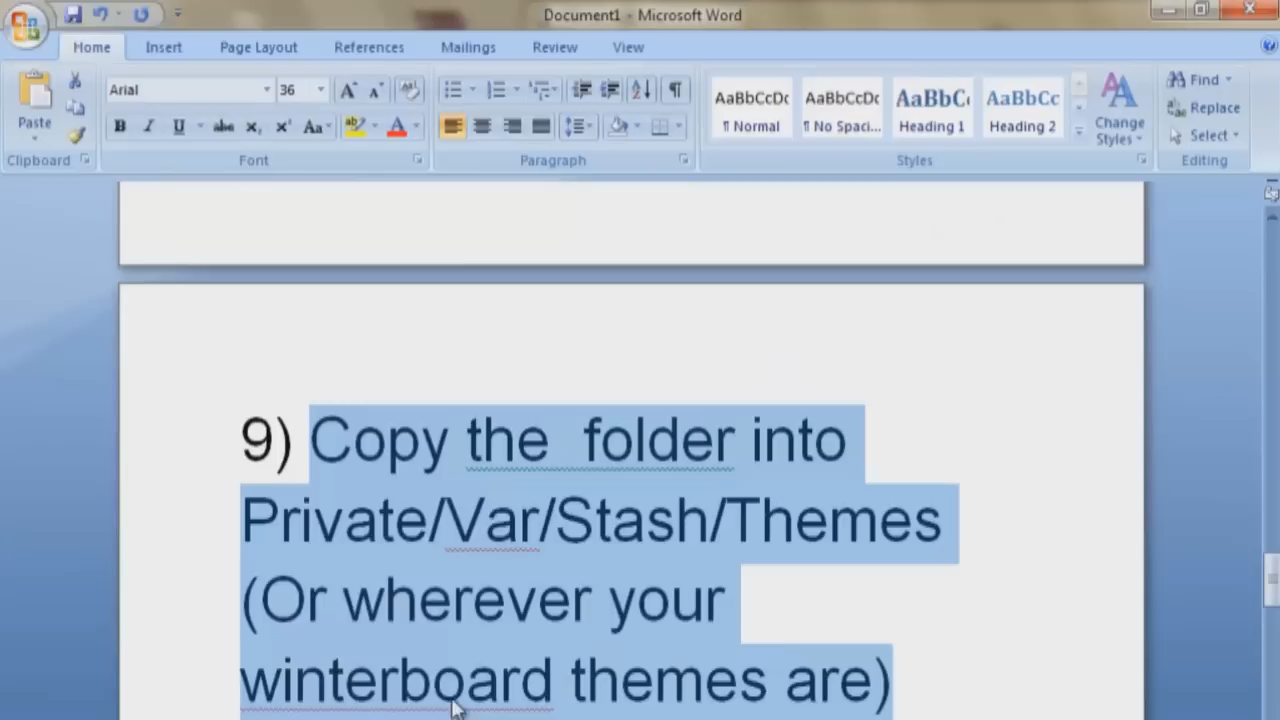 Document1 - Microsoft Word
Home Insert Page Layout References Mailings Review View
Arial 36
AaBbCcDc AaBbCcDc AaBbC AaBbCc
Paste
¶ Normal ¶ No Spaci... Heading 1 Heading 2
Change Styles
Find
Replace
Select
Clipboard Font Paragraph Styles Editing
9) Copy the folder into
Private/Var/Stash/Themes
(Or wherever your
winterboard themes are)